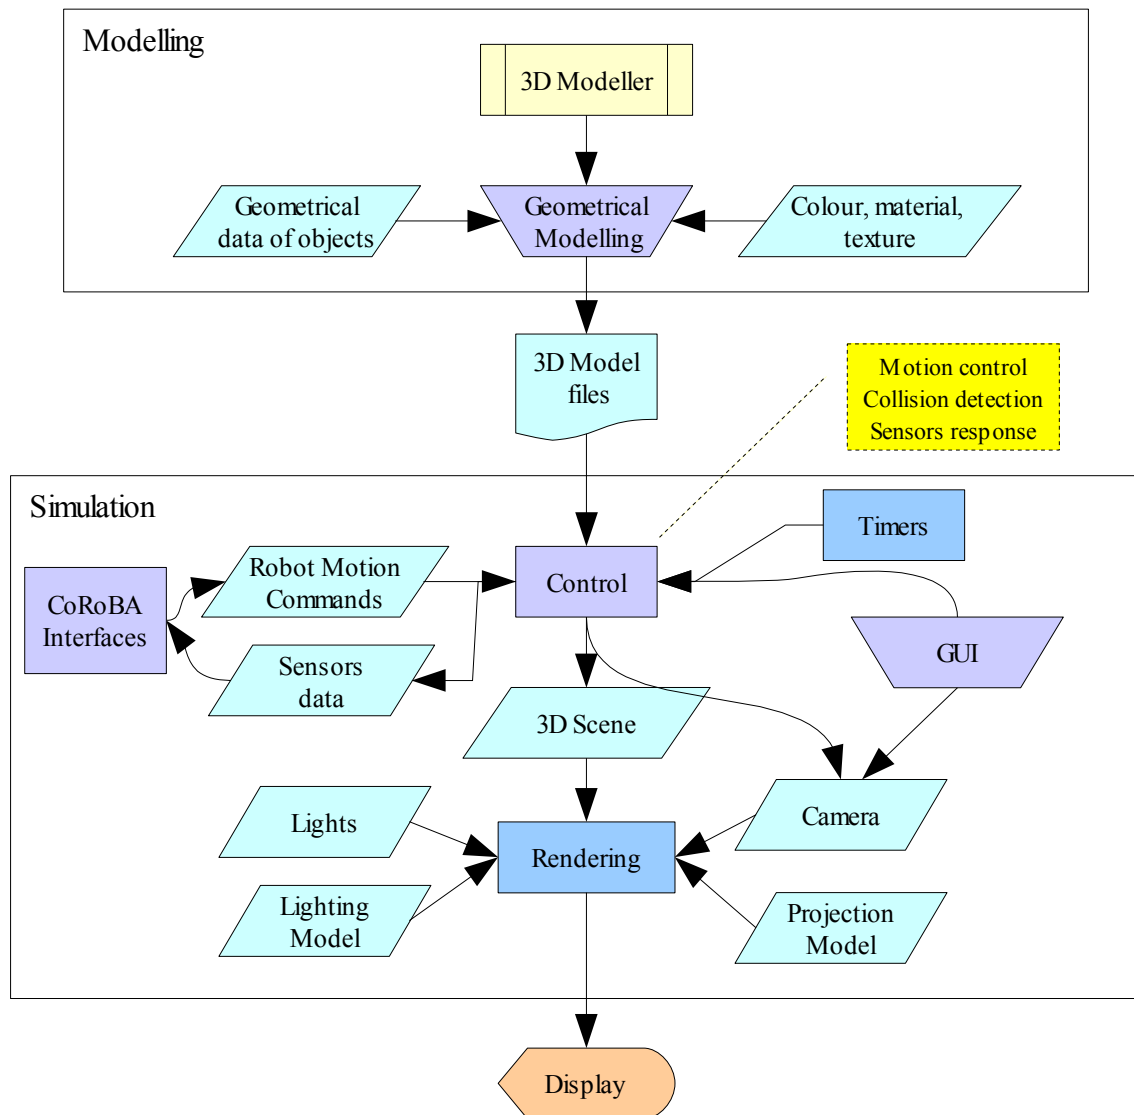 Modelling
3D Modeller
Geometrical
data of objects
Geometrical
Modelling
Colour, material,
texture
3D Model
files
Motion control
Collision detection
Sensors response
Simulation
Timers
CoRoBA
Interfaces
Robot Motion
Commands
Control
GUI
Sensors
data
3D Scene
Lights
Camera
Rendering
Lighting
Model
Projection
Model
Display